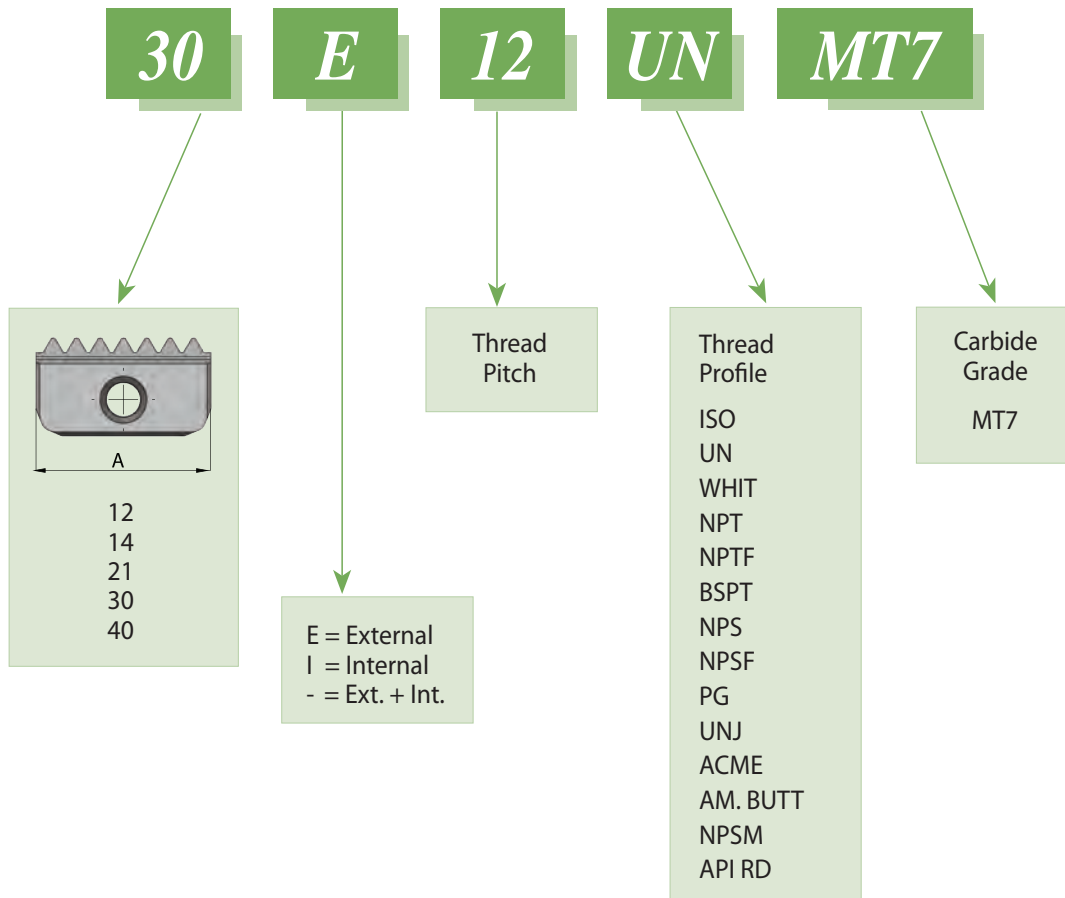 30 E 12 UN MT7
A
12
14
21
30
40
E = External
I = Internal
- = Ext. + Int.
Thread
Pitch
Thread
Profile
ISO
UN
WHIT
NPT
NPTF
BSPT
NPS
NPSF
PG
UNJ
ACME
AM. BUTT
NPSM
API RD
Carbide
Grade
MT7